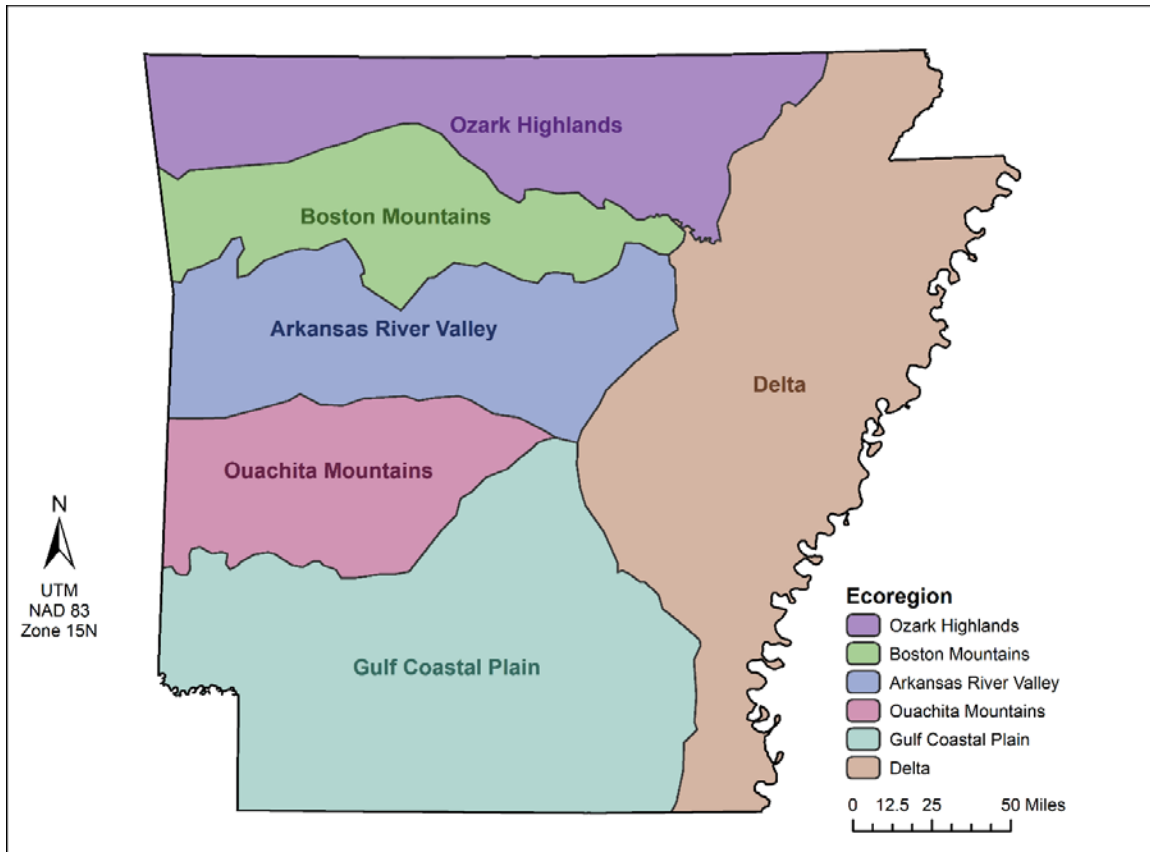 Ozark Highlands
Boston Mountains
Arkansas River Valley
Delta
Ouachita Mountains
Gulf Coastal Plain
N
UTM
NAD 83
Zone 15N
Ecoregion
Ozark Highlands
Boston Mountains
Arkansas River Valley
Ouachita Mountains
Gulf Coastal Plain
Delta
0 12.5 25 50 Miles